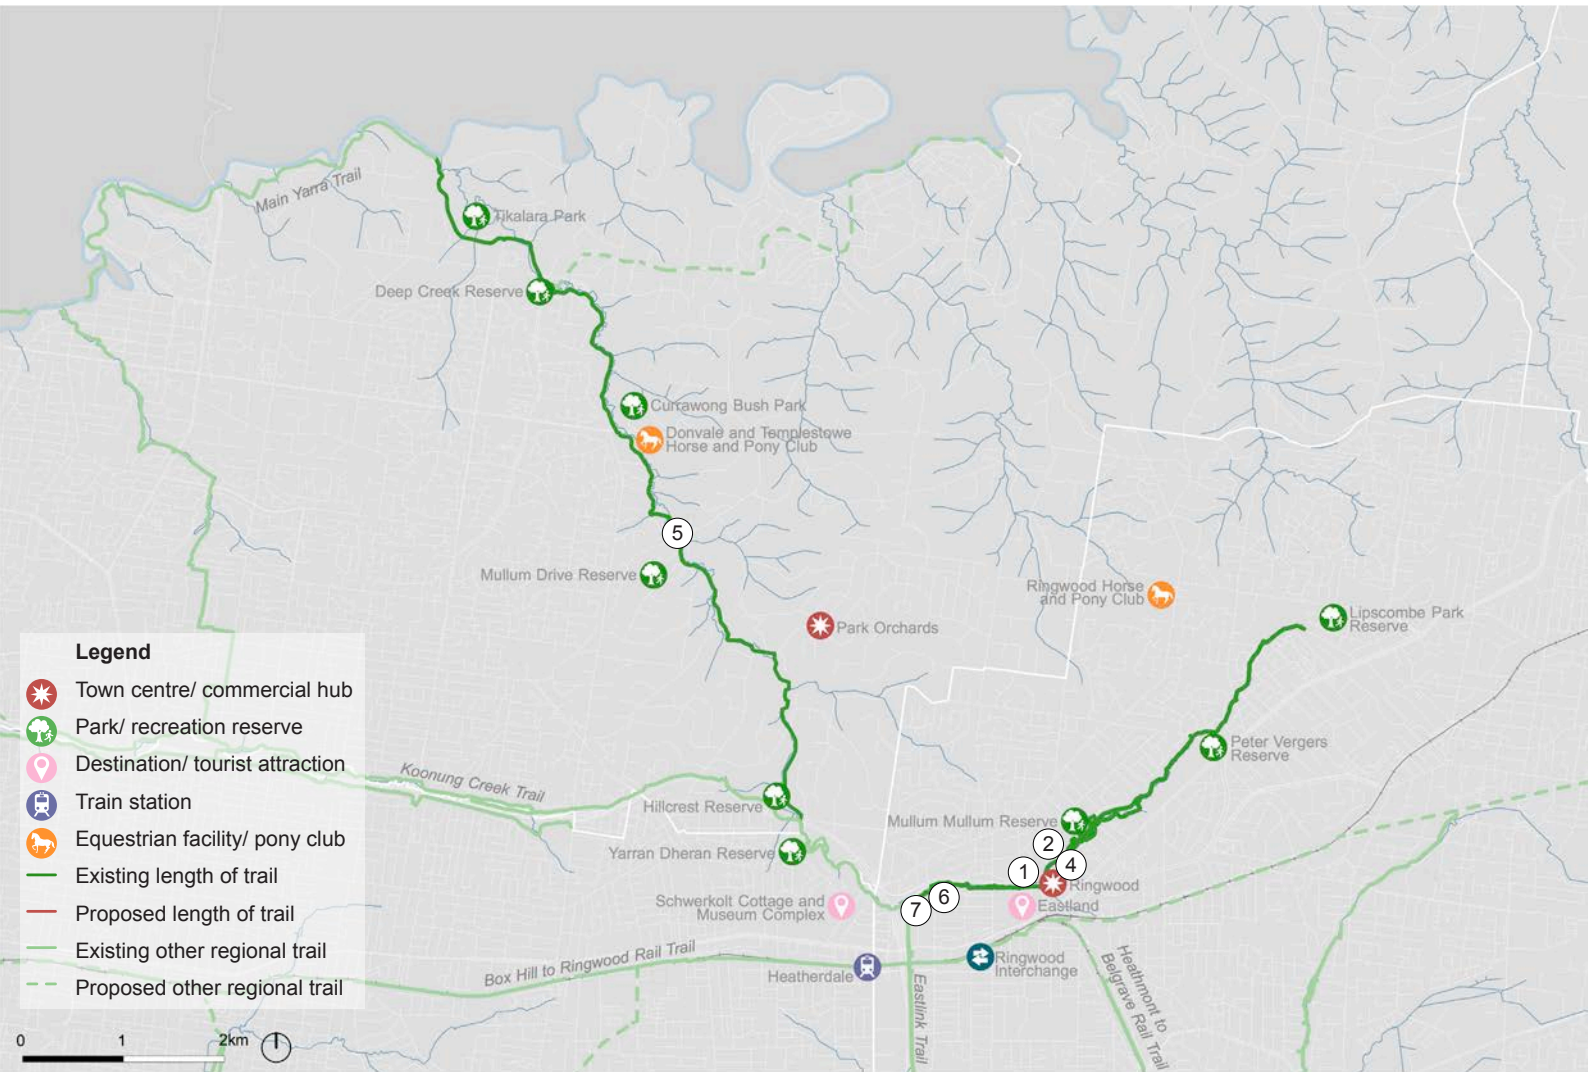 Main Yarra Trail
Tikalara Park
Deep Creek Reserve
Currawong Bush Park
Donvale and Templestowe
Horse and Pony Club
5
Mullum Drive Reserve
Ringwood Horse
and Pony Club
Lipscombe Park
Reserve
Park Orchards
Legend
Town centre/ commercial hub
Park/ recreation reserve
Destination/ tourist attraction
Train station
Equestrian facility/ pony club
Existing length of trail
Proposed length of trail
Existing other regional trail
Proposed other regional trail
Peter Vergers
Reserve
Koonung Creek Trail
Hillcrest Reserve
Mullum Mullum Reserve
2
Yarran Dheran Reserve
4
1
Ringwood
Schwerkolt Cottage and
Museum Complex
6
7
Eastland
Box Hill to Ringwood Rail Trail
Heatherdale
Ringwood
Interchange
Eastlink Trail
Heathmont to
Belgrave Rail Trail
0 1 2km